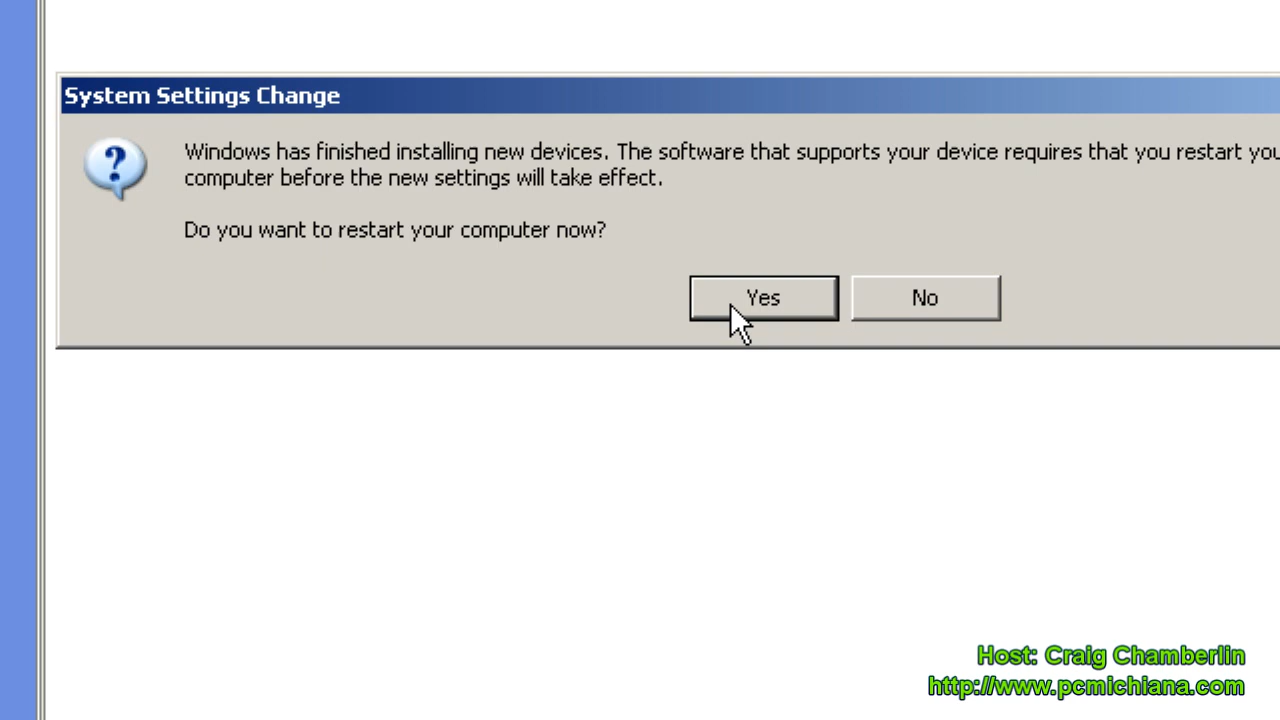 System Settings Change
?
Windows has finished installing new devices. The software that supports your device requires that you restart
computer before the new settings will take effect.
Do you want to restart your computer now?
Yes
No
Host: Craig Chamberlin
http://www.pcmichiana.com